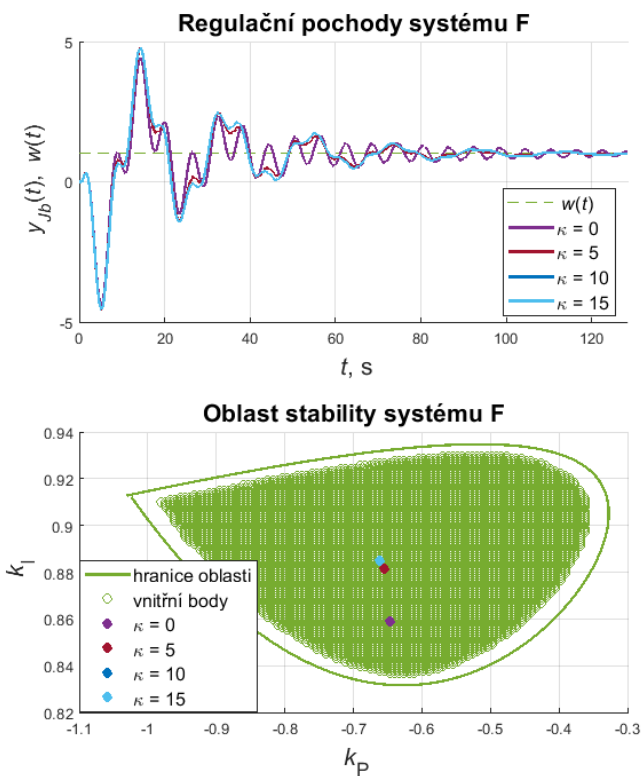 Regulační pochody systému F
5
0
-5
y_Jb(t), w(t)
w(t)
κ = 0
κ = 5
κ = 10
κ = 15
0 20 40 60 80 100 120
t, s
Oblast stability systému F
0.94
0.92
0.9
0.88
0.86
0.84
0.82
k_I
hranice oblasti
vnitřní body
κ = 0
κ = 5
κ = 10
κ = 15
-1.1 -1 -0.9 -0.8 -0.7 -0.6 -0.5 -0.4 -0.3
k_P